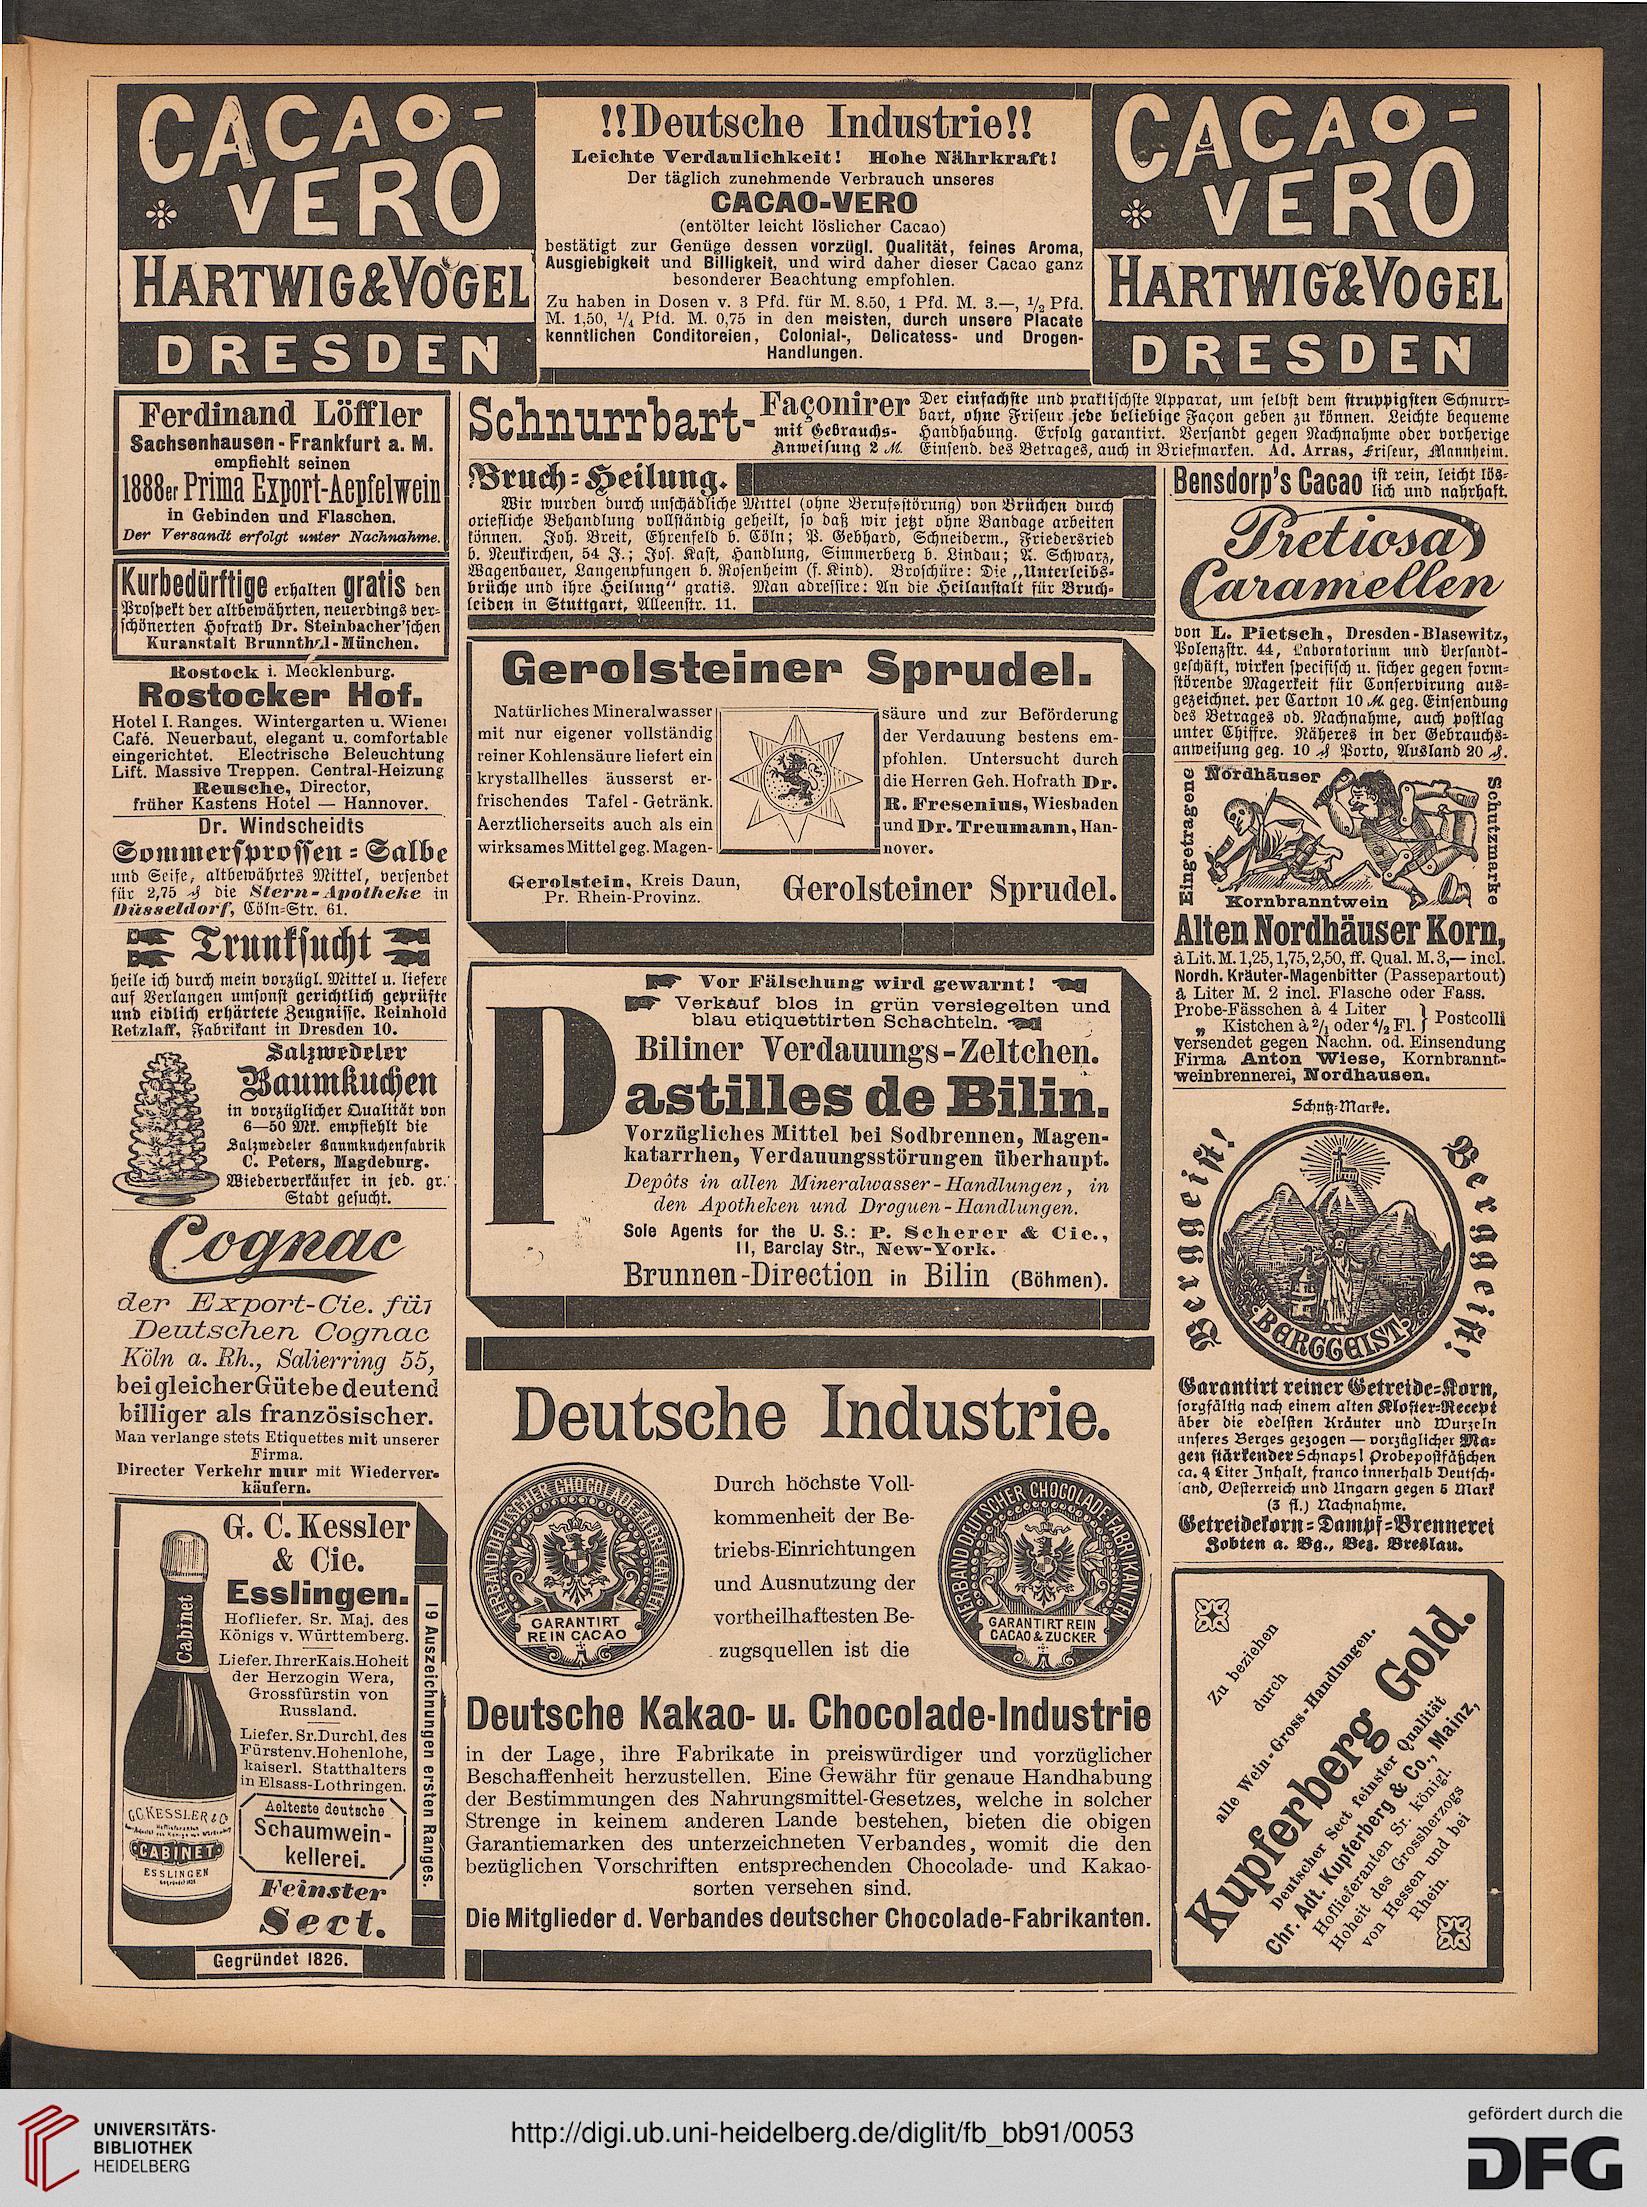 CACAO-
VERO
HARTWIG & VOGEL
DRESDEN
!!Deutsche Industrie!!
Leichte Verdaulichkeit! Hohe Nährkraft!
Der täglich zunehmende Verbrauch unseres
CACAO-VERO
(entölter leicht löslicher Cacao)
bestätigt zur Genüge dessen vorzügl. Qualität, feines Aroma,
Ausgiebigkeit und Billigkeit, und wird daher dieser Cacao ganz
besonderer Beachtung empfohlen.
Zu haben in Dosen v. 3 Pfd. für M. 8.50, 1 Pfd. M. 3.—, 1/2 Pfd.
M. 1,50, 1/4 Pfd. M. 0,75 in den meisten, durch unsere Placate
kenntlichen Conditoreien, Colonial-, Delicatess- und Drogen-
Handlungen.
CACAO-
VERO
HARTWIG & VOGEL
DRESDEN
Ferdinand Löffler
Sachsenhausen - Frankfurt a. M.
empfiehlt seinen
1888er Prima Export-Aepfelwein
in Gebinden und Flaschen.
Der Versandt erfolgt unter Nachnahme.
Kurbedürftige erhalten gratis den
Prospekt der altbewährten, neuerdings ver-
schönerten Hofrath Dr. Steinbacher'schen
Kuranstalt Brunnthal-München.
Rostock i. Mecklenburg.
Rostocker Hof.
Hotel I. Ranges. Wintergarten u. Wiener
Café. Neuerbaut, elegant u. comfortable
eingerichtet. Electrische Beleuchtung
Lift. Massive Treppen. Central-Heizung
Reusche, Director,
früher Kastens Hotel — Hannover.
Dr. Windscheidts
Sommersprossen-Salbe
und Seife, altbewährtes Mittel, versendet
für 2,75 ₰ die Stern-Apotheke in
Düsseldorf, Cöln-Str. 61.
Trunksucht
heile ich durch mein vorzügl. Mittel u. liefere
auf Verlangen umsonst gerichtlich geprüfte
und eidlich erhärtete Zeugnisse. Reinhold
Retzlaff, Fabrikant in Dresden 10.
Salzwedeler
Baumkuchen
in vorzüglicher Qualität von
6—50 Mk. empfiehlt die
Salzwedeler Baumkuchenfabrik
C. Peters, Magdeburg.
Wiederverkäufer in jed. gr.
Stadt gesucht.
Cognac
der Export-Cie. für
Deutschen Cognac
Köln a. Rh., Salierring 55,
bei gleicher Güte bedeutend
billiger als französischer.
Man verlange stets Etiquettes mit unserer
Firma.
Directer Verkehr nur mit Wiederver-
käufern.
G. C. Kessler
& Cie.
Esslingen.
Hofliefer. Sr. Maj. des
Königs v. Württemberg.
Liefer. Ihrer Kais. Hoheit
der Herzogin Wera,
Grossfürstin von
Russland.
Liefer. Sr. Durchl. des
Fürsten v. Hohenlohe,
kaiserl. Statthalters
in Elsass-Lothringen.
Aelteste deutsche
Schaumwein-
kellerei.
Feinster
Sect.
Gegründet 1826.
19 Auszeichnungen ersten Ranges.
Cabinet
G.C. KESSLER & Co
CABINET
ESSLINGEN
Schnurrbart-Façonirer
mit Gebrauchs-
Anweisung 2 M.
Der einfachste und praktischste Apparat, um selbst dem struppigsten Schnurr-
bart, ohne Friseur jede beliebige Façon geben zu können. Leichte bequeme
Handhabung. Erfolg garantirt. Versandt gegen Nachnahme oder vorherige
Einsend. des Betrages, auch in Briefmarken. Ad. Arras, Friseur, Mannheim.
Bruch-Heilung.
Wir wurden durch unschädliche Mittel (ohne Berufsstörung) von Brüchen durch
briefliche Behandlung vollständig geheilt, so daß wir jetzt ohne Bandage arbeiten
können. Joh. Breit, Ehrenfeld b. Cöln; P. Gebhard, Schneiderm., Friedersried
b. Neukirchen, 54 J.; Jos. Kast, Handlung, Simmerberg b. Lindau; A. Schwarz,
Wagenbauer, Langenpfungen b. Rosenheim (f. Kind). Broschüre: Die „Unterleibs-
brüche und ihre Heilung" gratis. Man adressire: An die Heilanstalt für Bruch-
leiden in Stuttgart, Alleenstr. 11.
Gerolsteiner Sprudel.
Natürliches Mineralwasser
mit nur eigener vollständig
reiner Kohlensäure liefert ein
krystallhelles äusserst er-
frischendes Tafel-Getränk.
Aerztlicherseits auch als ein
wirksames Mittel geg. Magen-
säure und zur Beförderung
der Verdauung bestens em-
pfohlen. Untersucht durch
die Herren Geh. Hofrath Dr.
R. Fresenius, Wiesbaden
und Dr. Treumann, Han-
nover.
Gerolstein, Kreis Daun,
Pr. Rhein-Provinz.
Gerolsteiner Sprudel.
Vor Fälschung wird gewarnt!
Verkauf blos in grün versiegelten und
blau etiquettirten Schachteln.
Biliner Verdauungs-Zeltchen.
Pastilles de Bilin.
Vorzügliches Mittel bei Sodbrennen, Magen-
katarrhen, Verdauungsstörungen überhaupt.
Depôts in allen Mineralwasser-Handlungen, in
den Apotheken und Droguen-Handlungen.
Sole Agents for the U. S.: P. Scherer & Cie.,
11, Barclay Str., New-York.
Brunnen-Direction in Bilin (Böhmen).
Deutsche Industrie.
VERBAND DEUTSCHER CHOCOLADE-FABRIKANTEN
GARANTIRT
REIN CACAO
Durch höchste Voll-
kommenheit der Be-
triebs-Einrichtungen
und Ausnutzung der
vortheilhaftesten Be-
zugsquellen ist die
VERBAND DEUTSCHER CHOCOLADE-FABRIKANTEN
GARANTIRT REIN
CACAO & ZUCKER
Deutsche Kakao- u. Chocolade-Industrie
in der Lage, ihre Fabrikate in preiswürdiger und vorzüglicher
Beschaffenheit herzustellen. Eine Gewähr für genaue Handhabung
der Bestimmungen des Nahrungsmittel-Gesetzes, welche in solcher
Strenge in keinem anderen Lande bestehen, bieten die obigen
Garantiemarken des unterzeichneten Verbandes, womit die den
bezüglichen Vorschriften entsprechenden Chocolade- und Kakao-
sorten versehen sind.
Die Mitglieder d. Verbandes deutscher Chocolade-Fabrikanten.
Bensdorp's Cacao ist rein, leicht lös-
lich und nahrhaft.
Pretiosa
Caramellen
von L. Pietsch, Dresden-Blasewitz,
Polenzstr. 44, Laboratorium und Versandt-
geschäft, wirken specifisch u. sicher gegen form-
störende Magerkeit für Conservirung aus-
gezeichnet. per Carton 10 M. geg. Einsendung
des Betrages od. Nachnahme, auch postlag
unter Chiffre. Näheres in der Gebrauchs-
anweisung geg. 10 ₰ Porto, Ausland 20 ₰.
Eingetragene
Nordhäuser
Kornbranntwein
Schutzmarke
Alten Nordhäuser Korn,
à Lit. M. 1,25, 1,75, 2,50, ff. Qual. M. 3,— incl.
Nordh. Kräuter-Magenbitter (Passepartout)
à Liter M. 2 incl. Flasche oder Fass.
Probe-Fässchen à 4 Liter
„ Kistchen à 2/1 oder 4/2 Fl. } Postcolli
versendet gegen Nachn. od. Einsendung
Firma Anton Wiese, Kornbrannt-
weinbrennerei, Nordhausen.
Schutz-Marke.
Berggeist!
BERGGEIST
Berggeist!
Garantirt reiner Getreide-Korn,
sorgfältig nach einem alten Kloster-Recept
über die edelsten Kräuter und Wurzeln
unseres Berges gezogen — vorzüglicher Ma-
gen stärkender Schnaps! Probepostfäßchen
ca. 4 Liter Inhalt, franco innerhalb Deutsch-
land, Oesterreich und Ungarn gegen 5 Mark
(3 fl.) Nachnahme.
Getreidekorn-Dampf-Brennerei
Zobten a. Bg., Bez. Breslau.
Zu beziehen
durch
alle Wein-Gross-Handlungen.
Kupferberg Gold.
Deutscher Sect feinster Qualität
Chr. Adt. Kupferberg & Co., Mainz,
Hoflieferanten Sr. königl.
Hoheit des Grossherzogs
von Hessen und bei
Rhein.
UNIVERSITÄTS-
BIBLIOTHEK
HEIDELBERG
http://digi.ub.uni-heidelberg.de/diglit/fb_bb91/0053
gefördert durch die
DFG